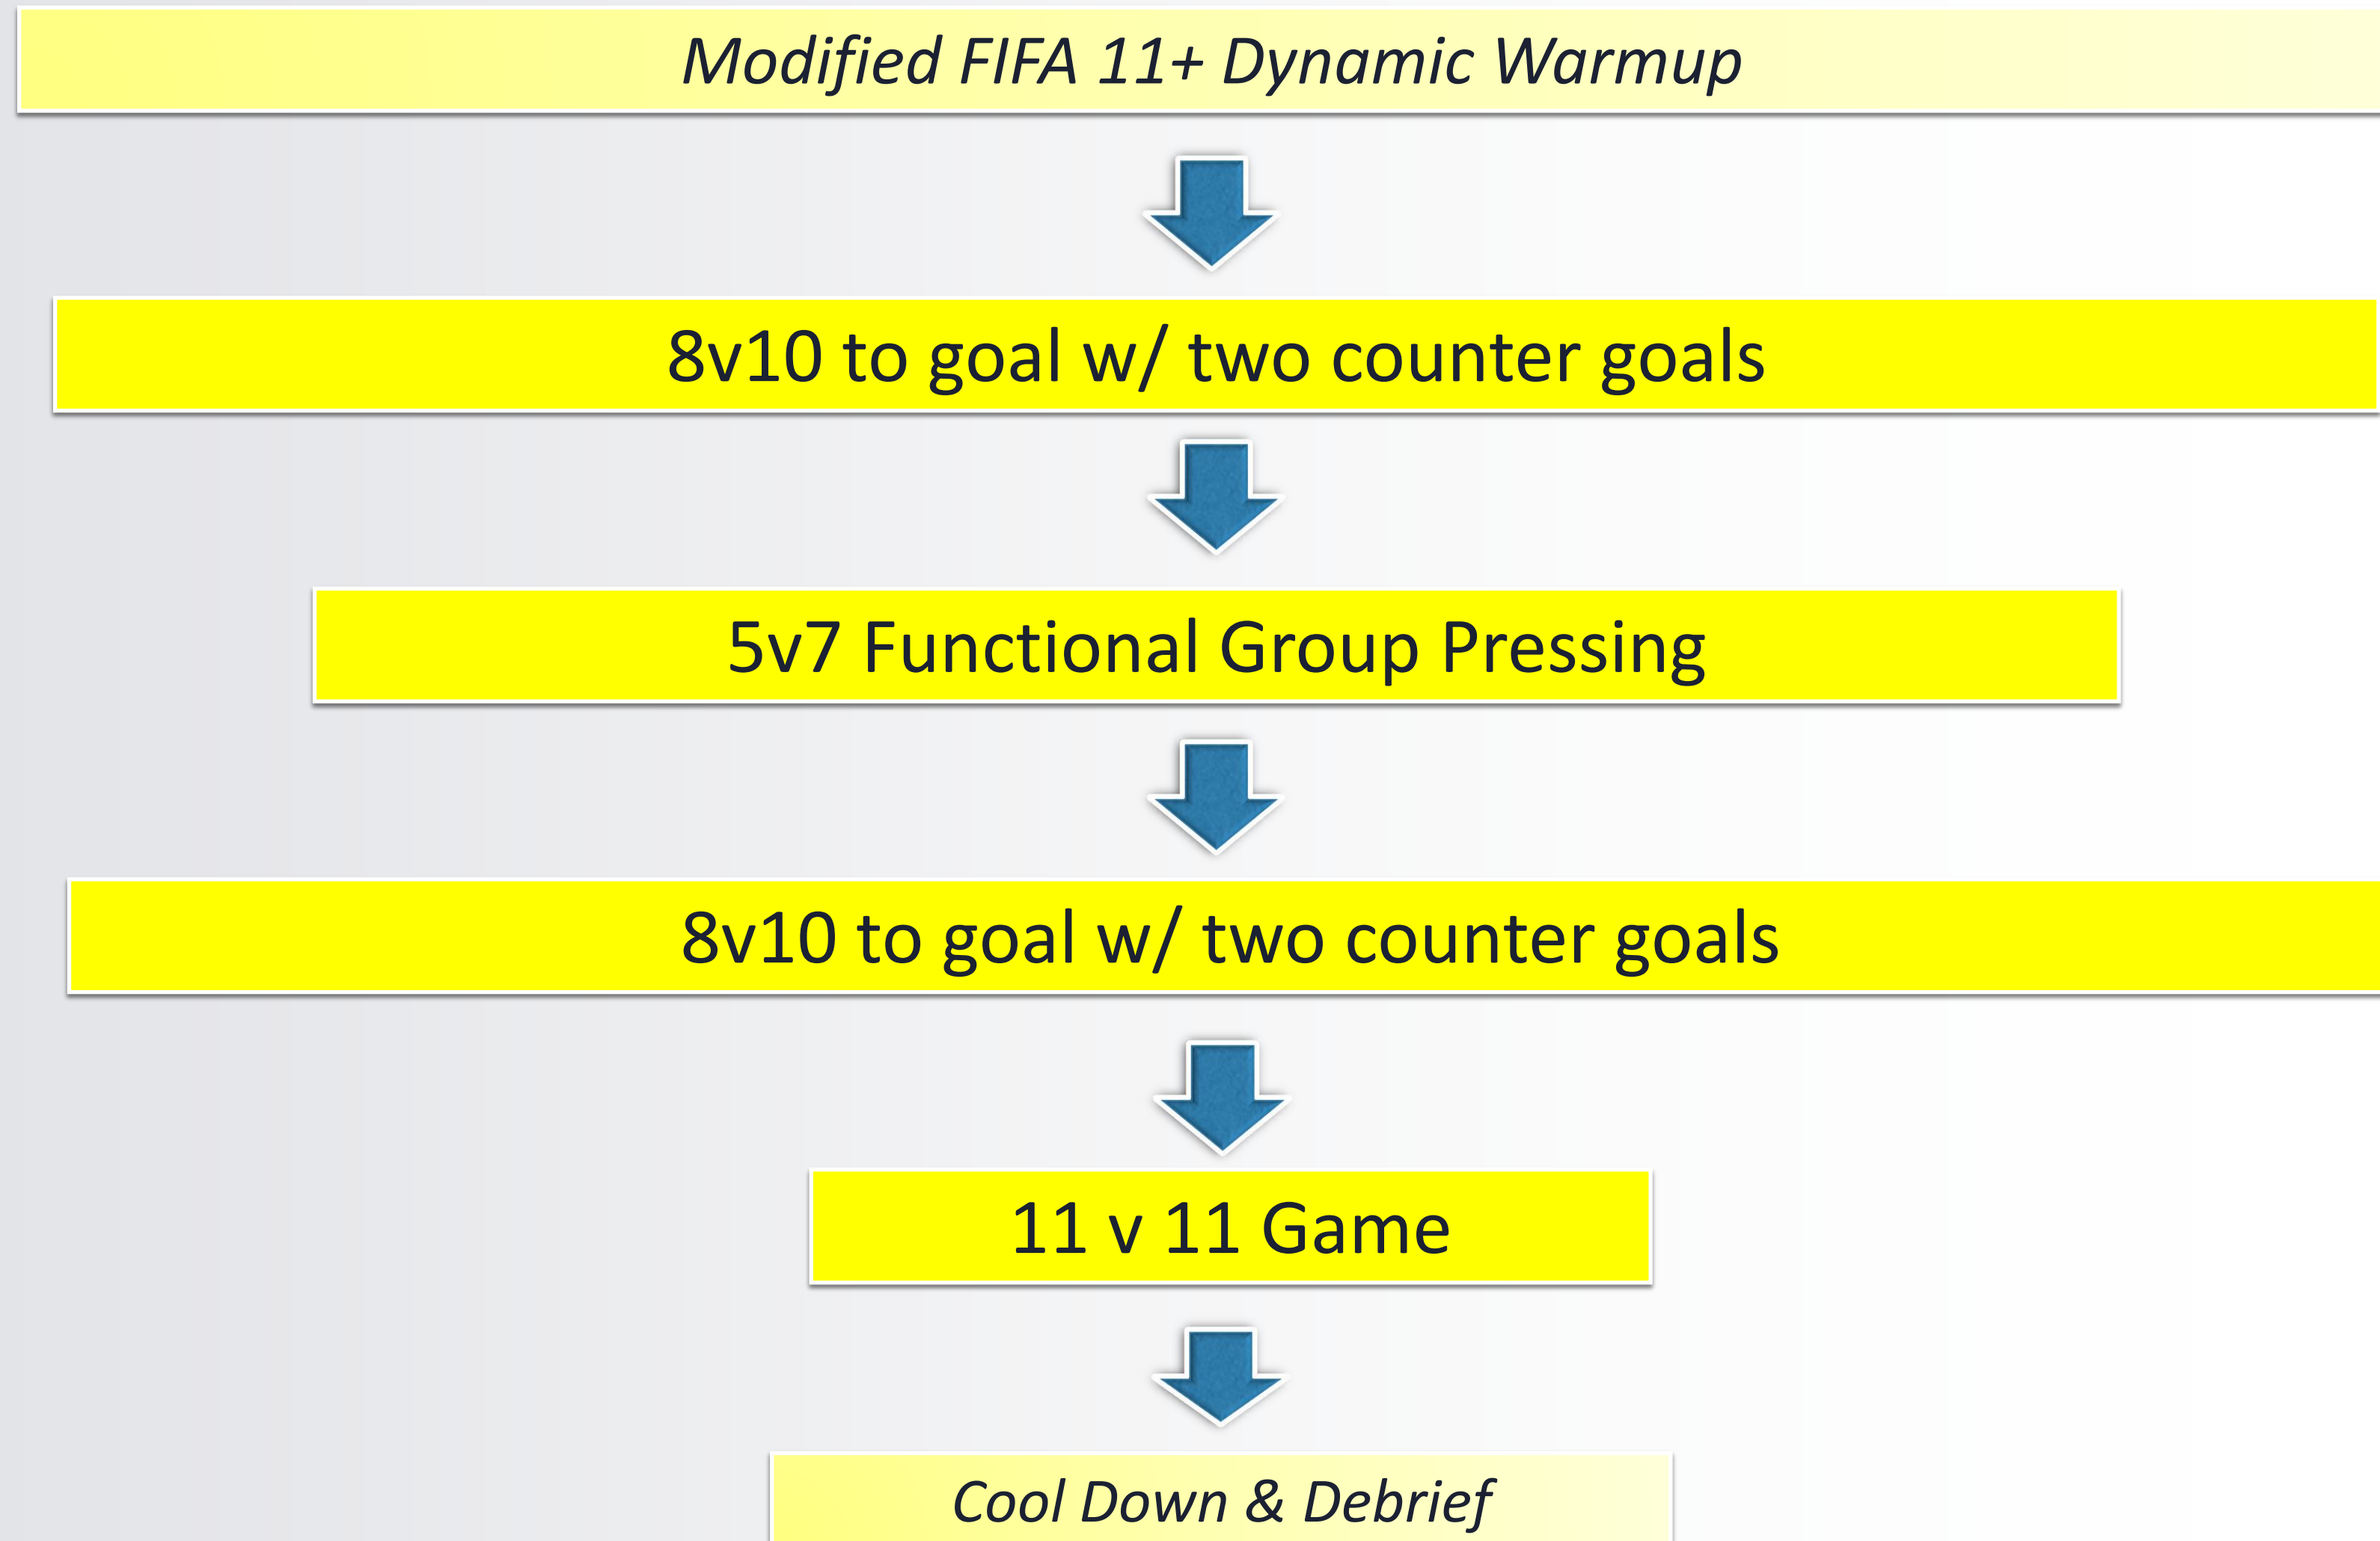 Modified FIFA 11+ Dynamic Warmup
8v10 to goal w/ two counter goals
5v7 Functional Group Pressing
8v10 to goal w/ two counter goals
11 v 11 Game
Cool Down & Debrief